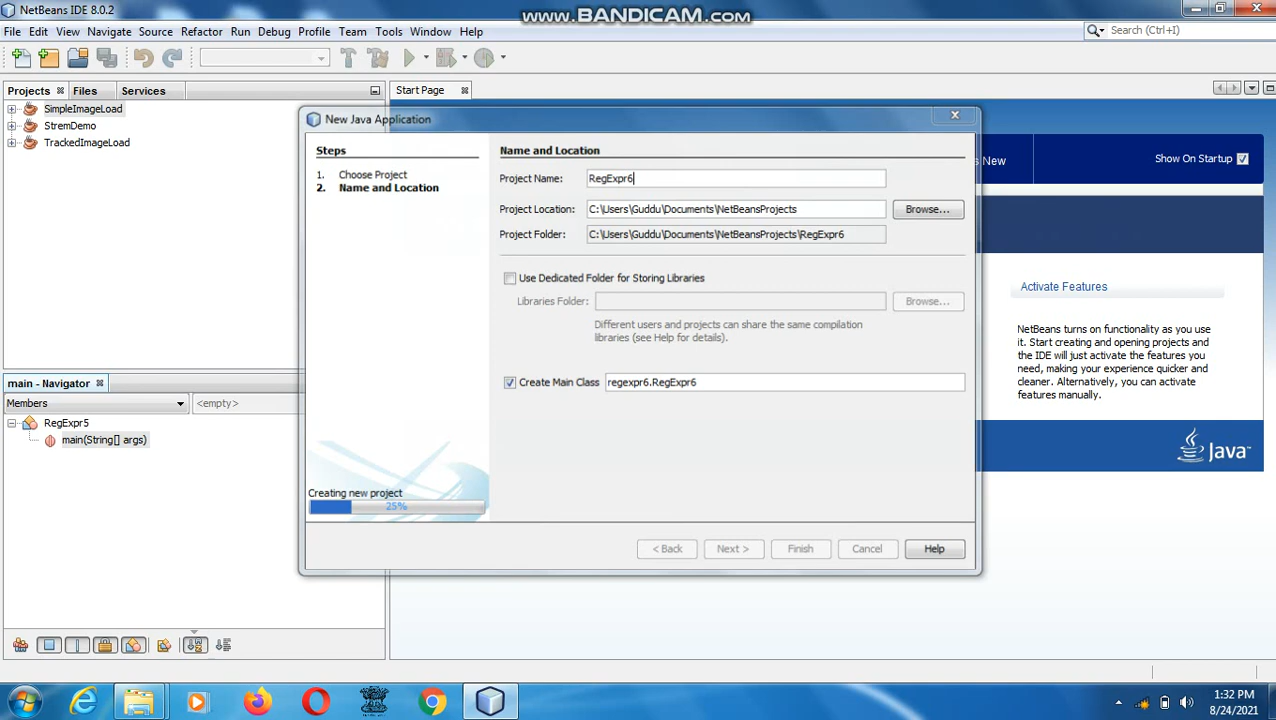 NetBeans IDE 8.0.2
www.BANDICAM.com
File Edit View Navigate Source Refactor Run Debug Profile Team Tools Window Help
Search (Ctrl+I)
Projects Files Services
Start Page
SimpleImageLoad
StremDemo
TrackedImageLoad
New Java Application
Steps
1. Choose Project
2. Name and Location
Name and Location
Project Name: RegExpr6
Project Location: C:\Users\Guddu\Documents\NetBeansProjects
Browse...
Project Folder: C:\Users\Guddu\Documents\NetBeansProjects\RegExpr6
Use Dedicated Folder for Storing Libraries
Libraries Folder:
Browse...
Different users and projects can share the same compilation
libraries (see Help for details).
Create Main Class regexpr6.RegExpr6
Creating new project
25%
< Back Next > Finish Cancel Help
New
Show On Startup
Activate Features
NetBeans turns on functionality as you use
it. Start creating and opening projects and
the IDE will just activate the features you
need, making your experience quicker and
cleaner. Alternatively, you can activate
features manually.
Java
main - Navigator
Members
<empty>
RegExpr5
main(String[] args)
1:32 PM
8/24/2021